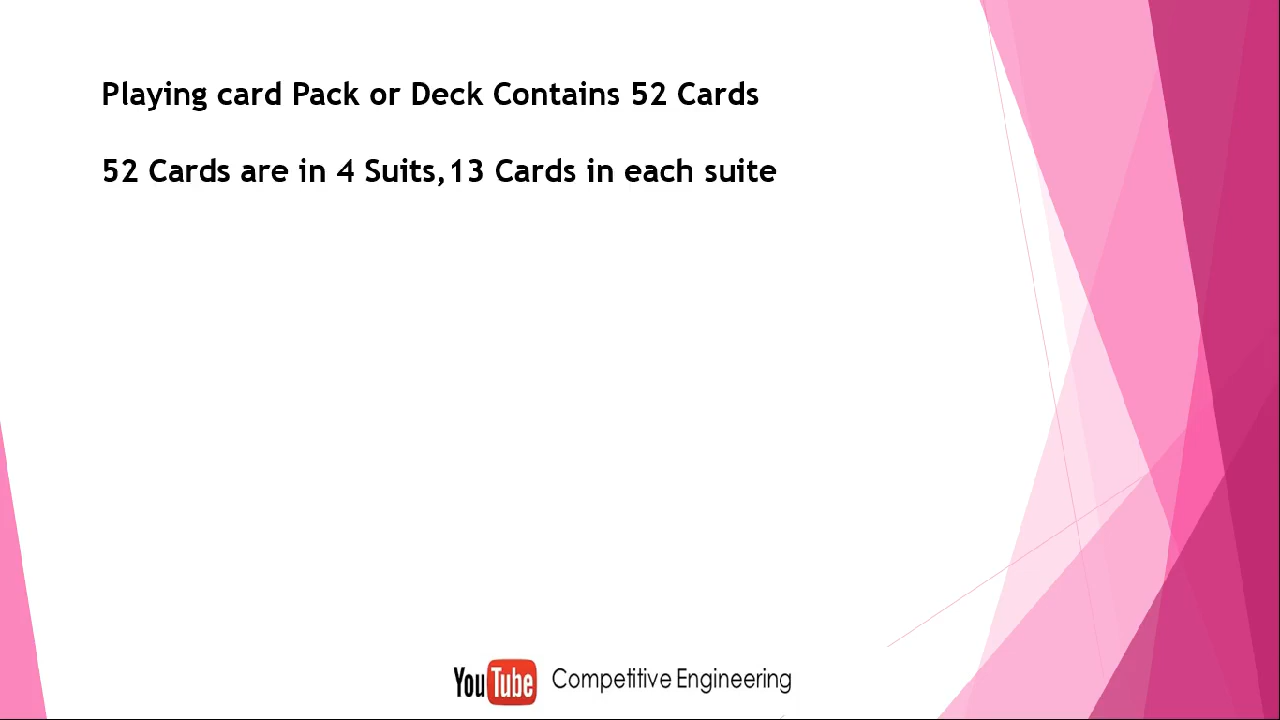 Playing card Pack or Deck Contains 52 Cards
52 Cards are in 4 Suits,13 Cards in each suite
YouTube Competitive Engineering